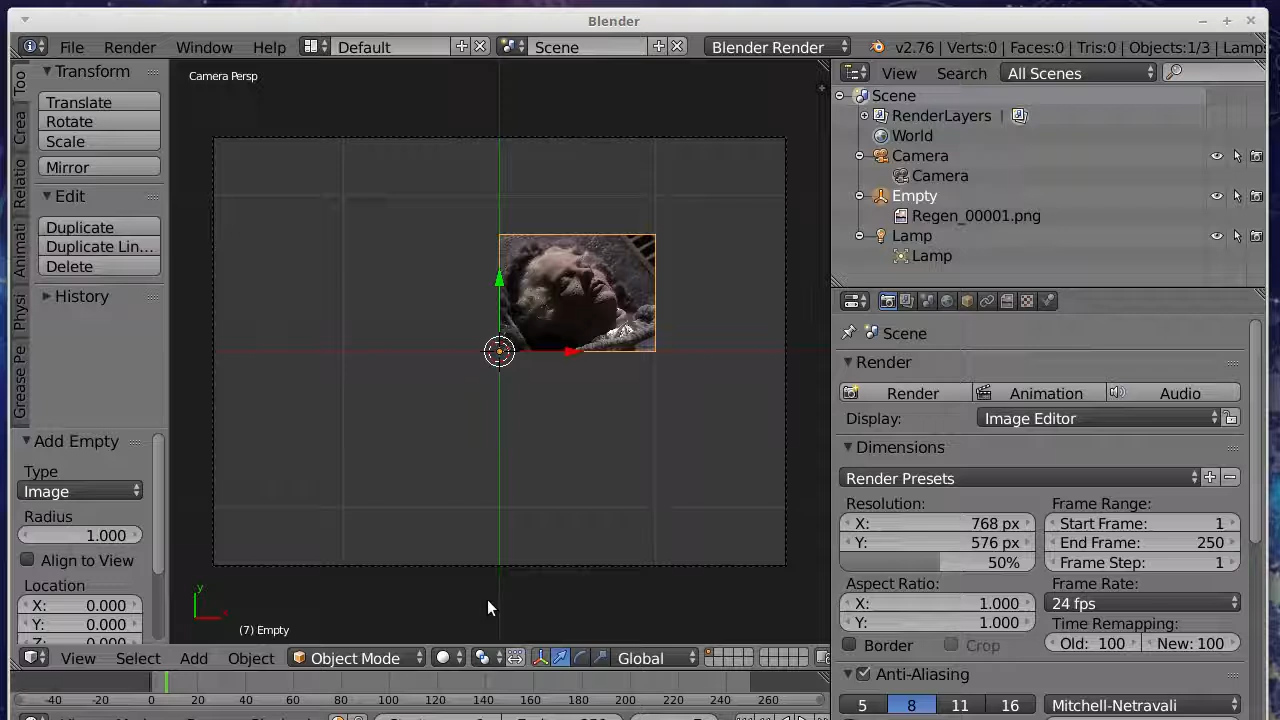 Blender
File Render Window Help Default Scene Blender Render v2.76 | Verts:0 | Faces:0 | Tris:0 | Objects:1/3 | Lamp
Transform
Translate
Rotate
Scale
Mirror
Edit
Duplicate
Duplicate Lin...
Delete
History
Too
Crea
Relatio
Animati
Physi
Grease Pe
Add Empty
Type
Image
Radius
1.000
Align to View
Location
X: 0.000
Y: 0.000
Camera Persp
y
x
(7) Empty
View Select Add Object Object Mode Global
-40 -20 0 20 40 60 80 100 120 140 160 180 200 220 240 260
View Search All Scenes
Scene
RenderLayers |
World
Camera
Camera
Empty
Regen_00001.png
Lamp
Lamp
Scene
Render
Render Animation Audio
Display: Image Editor
Dimensions
Render Presets
Resolution: Frame Range:
X: 768 px Start Frame: 1
Y: 576 px End Frame: 250
50% Frame Step: 1
Aspect Ratio: Frame Rate:
X: 1.000 24 fps
Y: 1.000 Time Remapping:
Border Crop Old: 100 New: 100
Anti-Aliasing
5 8 11 16 Mitchell-Netravali